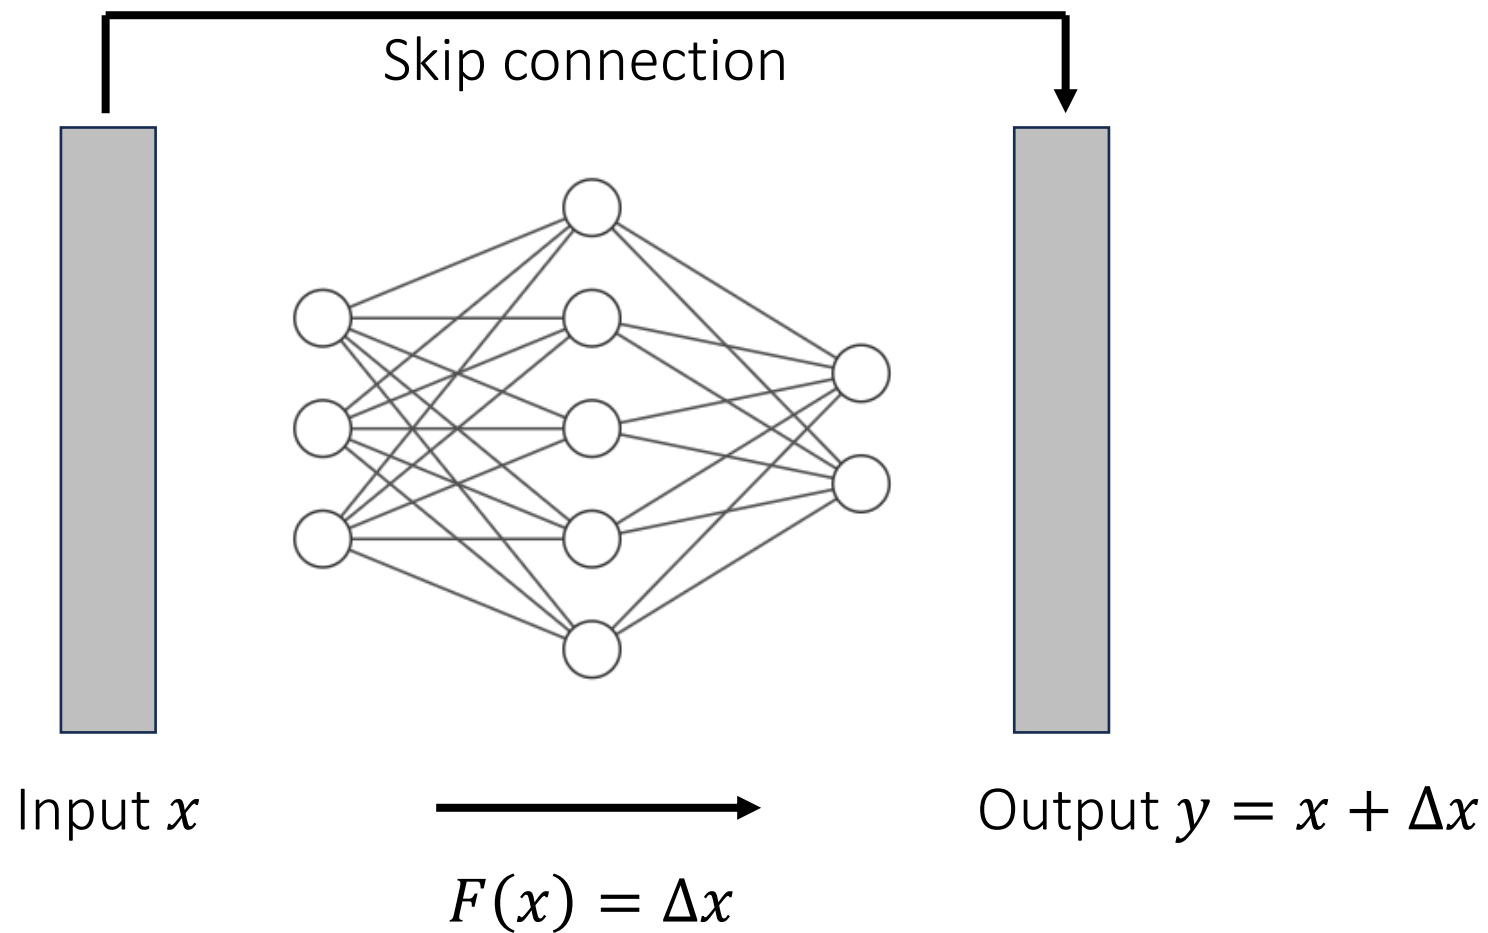 Skip connection
Input x
Output y = x + Δx
F(x) = Δx